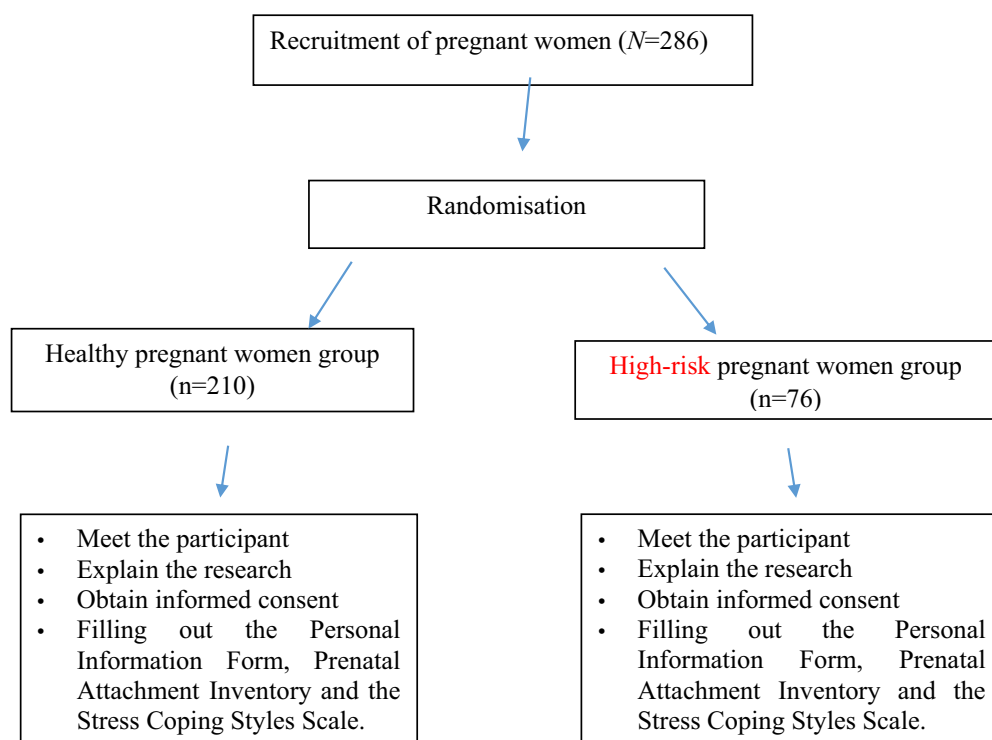 Recruitment of pregnant women (N=286)
Randomisation
Healthy pregnant women group
(n=210)
High-risk pregnant women group
(n=76)
• Meet the participant
• Explain the research
• Obtain informed consent
• Filling out the Personal
Information Form, Prenatal
Attachment Inventory and the
Stress Coping Styles Scale.
• Meet the participant
• Explain the research
• Obtain informed consent
• Filling out the Personal
Information Form, Prenatal
Attachment Inventory and the
Stress Coping Styles Scale.